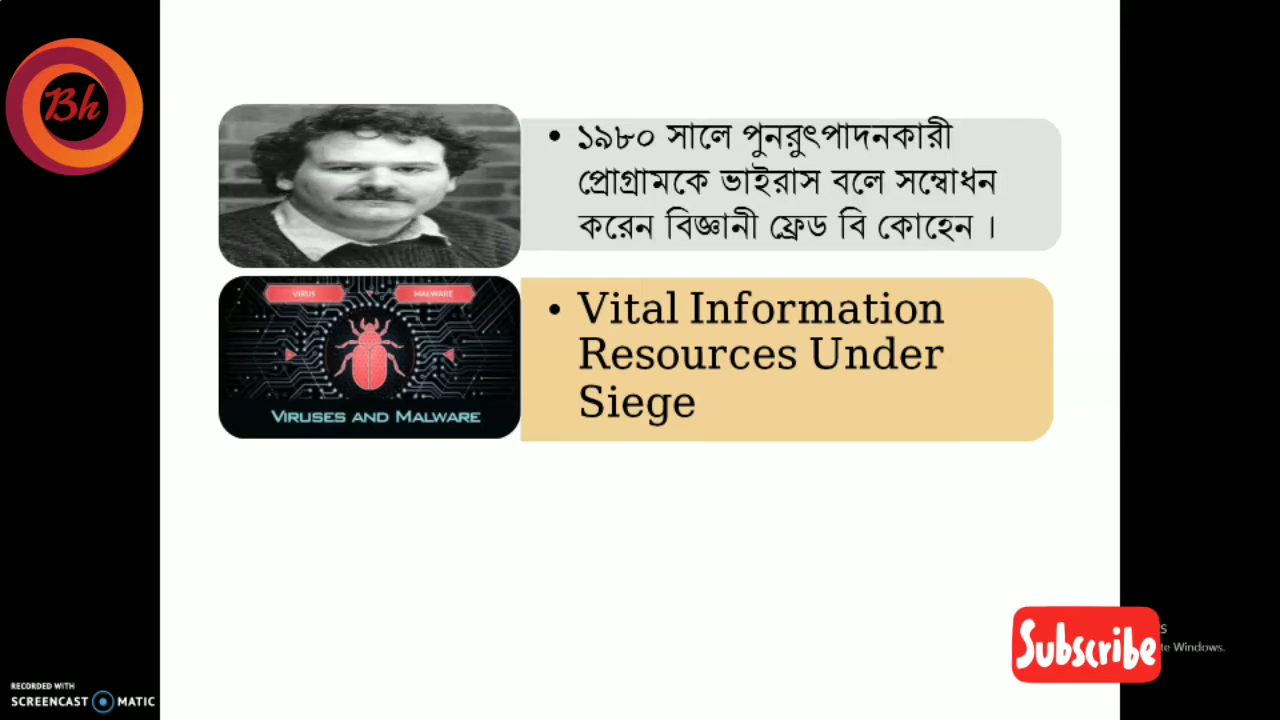 Bh
• ১৯৮০ সালে পুনরুৎপাদনকারী
প্রোগ্রামকে ভাইরাস বলে সম্বোধন
করেন বিজ্ঞানী ফ্রেড বি কোহেন ।
VIRUS
MALWARE
VIRUSES AND MALWARE
• Vital Information
Resources Under
Siege
Subscribe
Windows.
RECORDED WITH
SCREENCAST MATIC